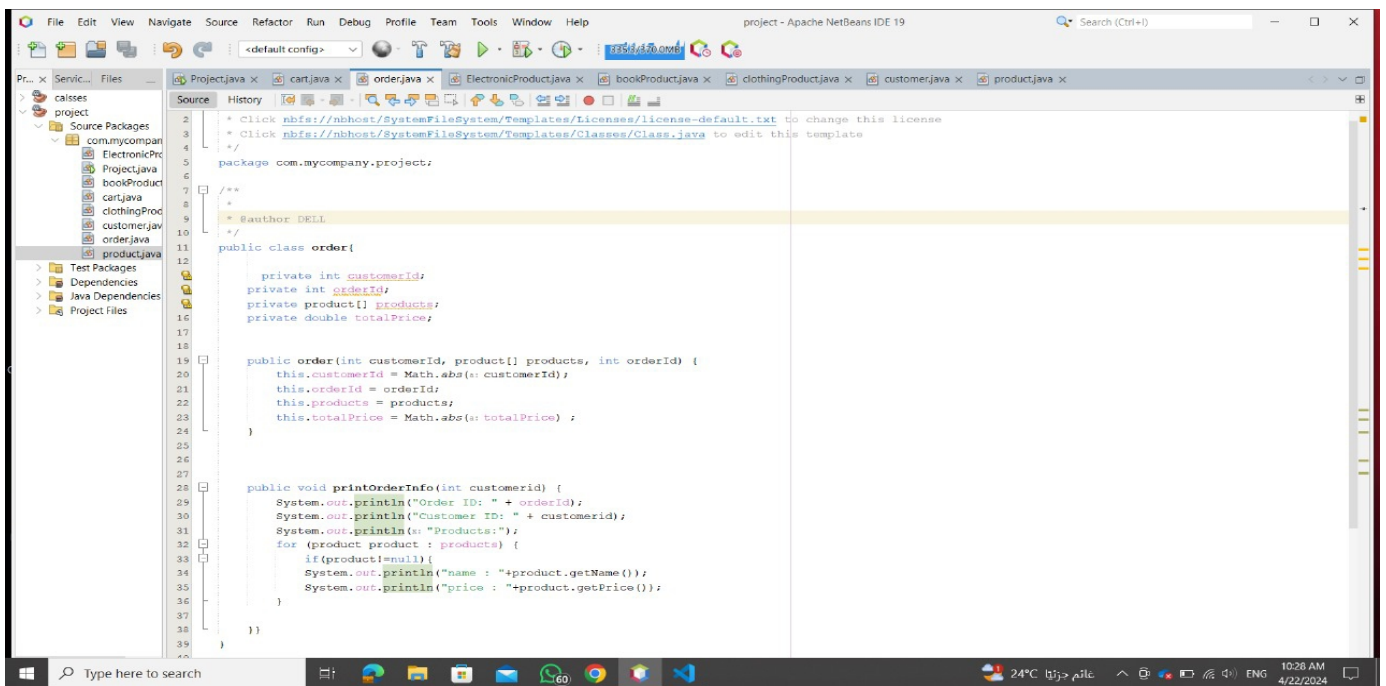 File Edit View Navigate Source Refactor Run Debug Profile Team Tools Window Help project - Apache NetBeans IDE 19 Search (Ctrl+I)
<default config>
Pr... Servic... Files Project.java cart.java order.java ElectronicProduct.java bookProduct.java clothingProduct.java customer.java product.java
calsses
project
Source Packages
com.mycompan
ElectronicPro
Project.java
bookProduct
cart.java
clothingProd
customer.jav
order.java
product.java
Test Packages
Dependencies
Java Dependencies
Project Files
Source History
2 * Click nbfs://nbhost/SystemFileSystem/Templates/Licenses/license-default.txt to change this license
3 * Click nbfs://nbhost/SystemFileSystem/Templates/Classes/Class.java to edit this template
4 */
5 package com.mycompany.project;
6
7 /**
8 *
9 * @author DELL
10 */
11 public class order{
12
private int customerId;
private int orderId;
private product[] products;
16 private double totalPrice;
17
18
19 public order(int customerId, product[] products, int orderId) {
20 this.customerId = Math.abs(a: customerId);
21 this.orderId = orderId;
22 this.products = products;
23 this.totalPrice = Math.abs(a: totalPrice) ;
24 }
25
26
27
28 public void printOrderInfo(int customerid) {
29 System.out.println("Order ID: " + orderId);
30 System.out.println("Customer ID: " + customerid);
31 System.out.println(x: "Products:");
32 for (product product : products) {
33 if(product!=null){
34 System.out.println("name : "+product.getName());
35 System.out.println("price : "+product.getPrice());
36 }
37
38 }}
39 }
Type here to search 60 24°C غائم جزئيا ENG 10:28 AM
4/22/2024